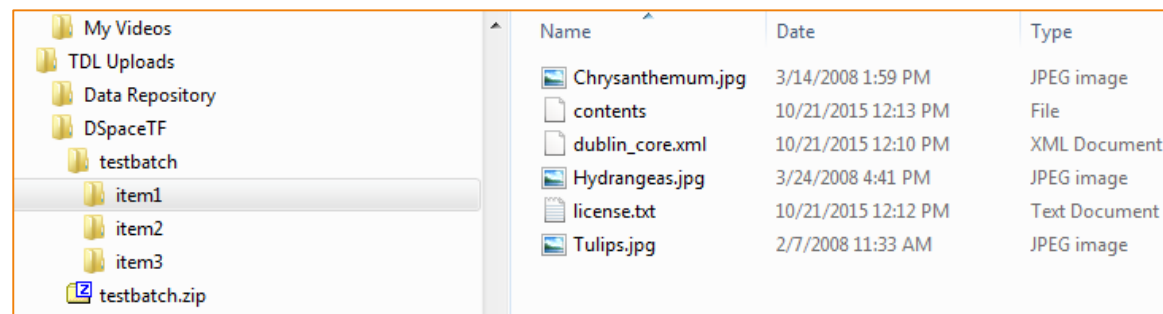 My Videos
TDL Uploads
Data Repository
DSpaceTF
testbatch
item1
item2
item3
testbatch.zip
Name Date Type
Chrysanthemum.jpg 3/14/2008 1:59 PM JPEG image
contents 10/21/2015 12:13 PM File
dublin_core.xml 10/21/2015 12:10 PM XML Document
Hydrangeas.jpg 3/24/2008 4:41 PM JPEG image
license.txt 10/21/2015 12:12 PM Text Document
Tulips.jpg 2/7/2008 11:33 AM JPEG image